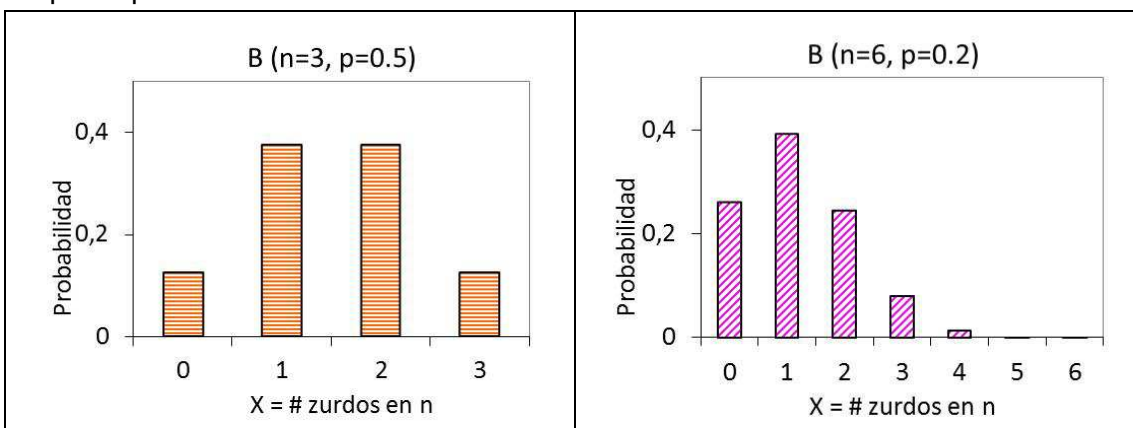 B (n=3, p=0.5)
0,4
0,2
0
Probabilidad
0 1 2 3
X = # zurdos en n
B (n=6, p=0.2)
0,4
0,2
0
Probabilidad
0 1 2 3 4 5 6
X = # zurdos en n